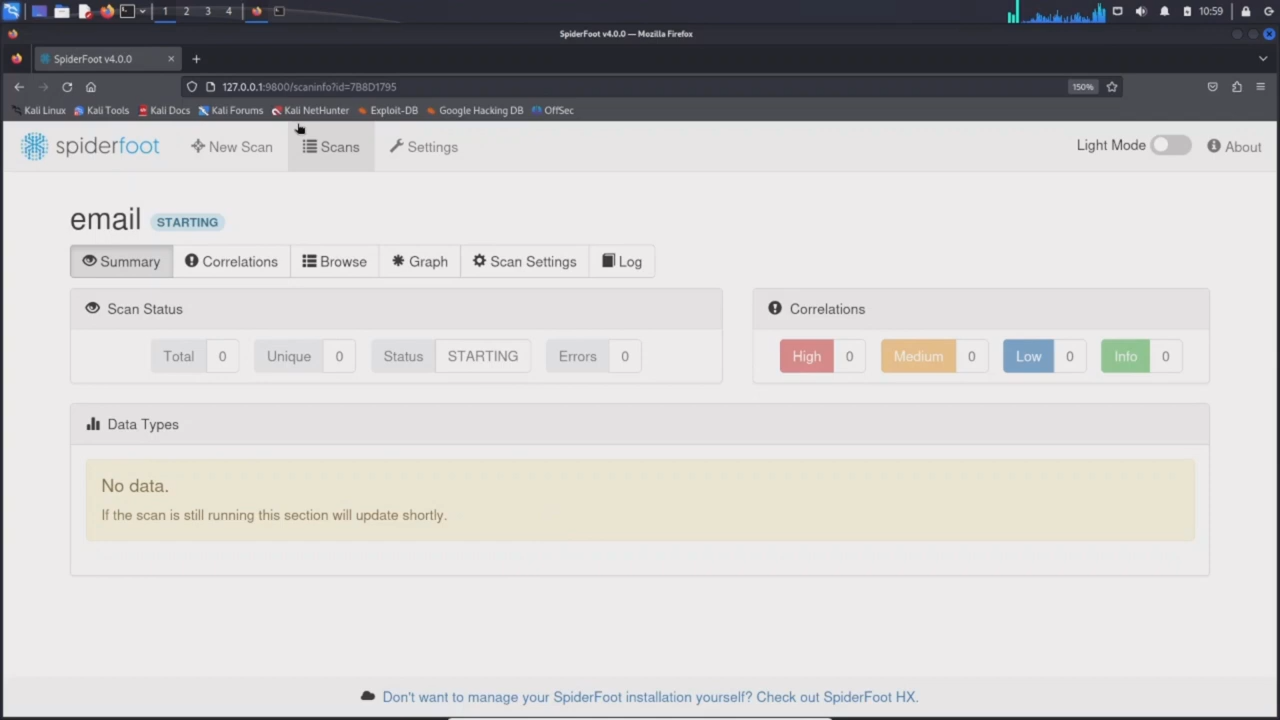 1 2 3 4 10:59
SpiderFoot v4.0.0 — Mozilla Firefox
SpiderFoot v4.0.0
127.0.0.1:9800/scaninfo?id=7B8D1795 150%
Kali Linux Kali Tools Kali Docs Kali Forums Kali NetHunter Exploit-DB Google Hacking DB OffSec
spiderfoot New Scan Scans Settings Light Mode About
email STARTING
Summary Correlations Browse Graph Scan Settings Log
Scan Status Correlations
Total 0 Unique 0 Status STARTING Errors 0 High 0 Medium 0 Low 0 Info 0
Data Types
No data.
If the scan is still running this section will update shortly.
Don't want to manage your SpiderFoot installation yourself? Check out SpiderFoot HX.